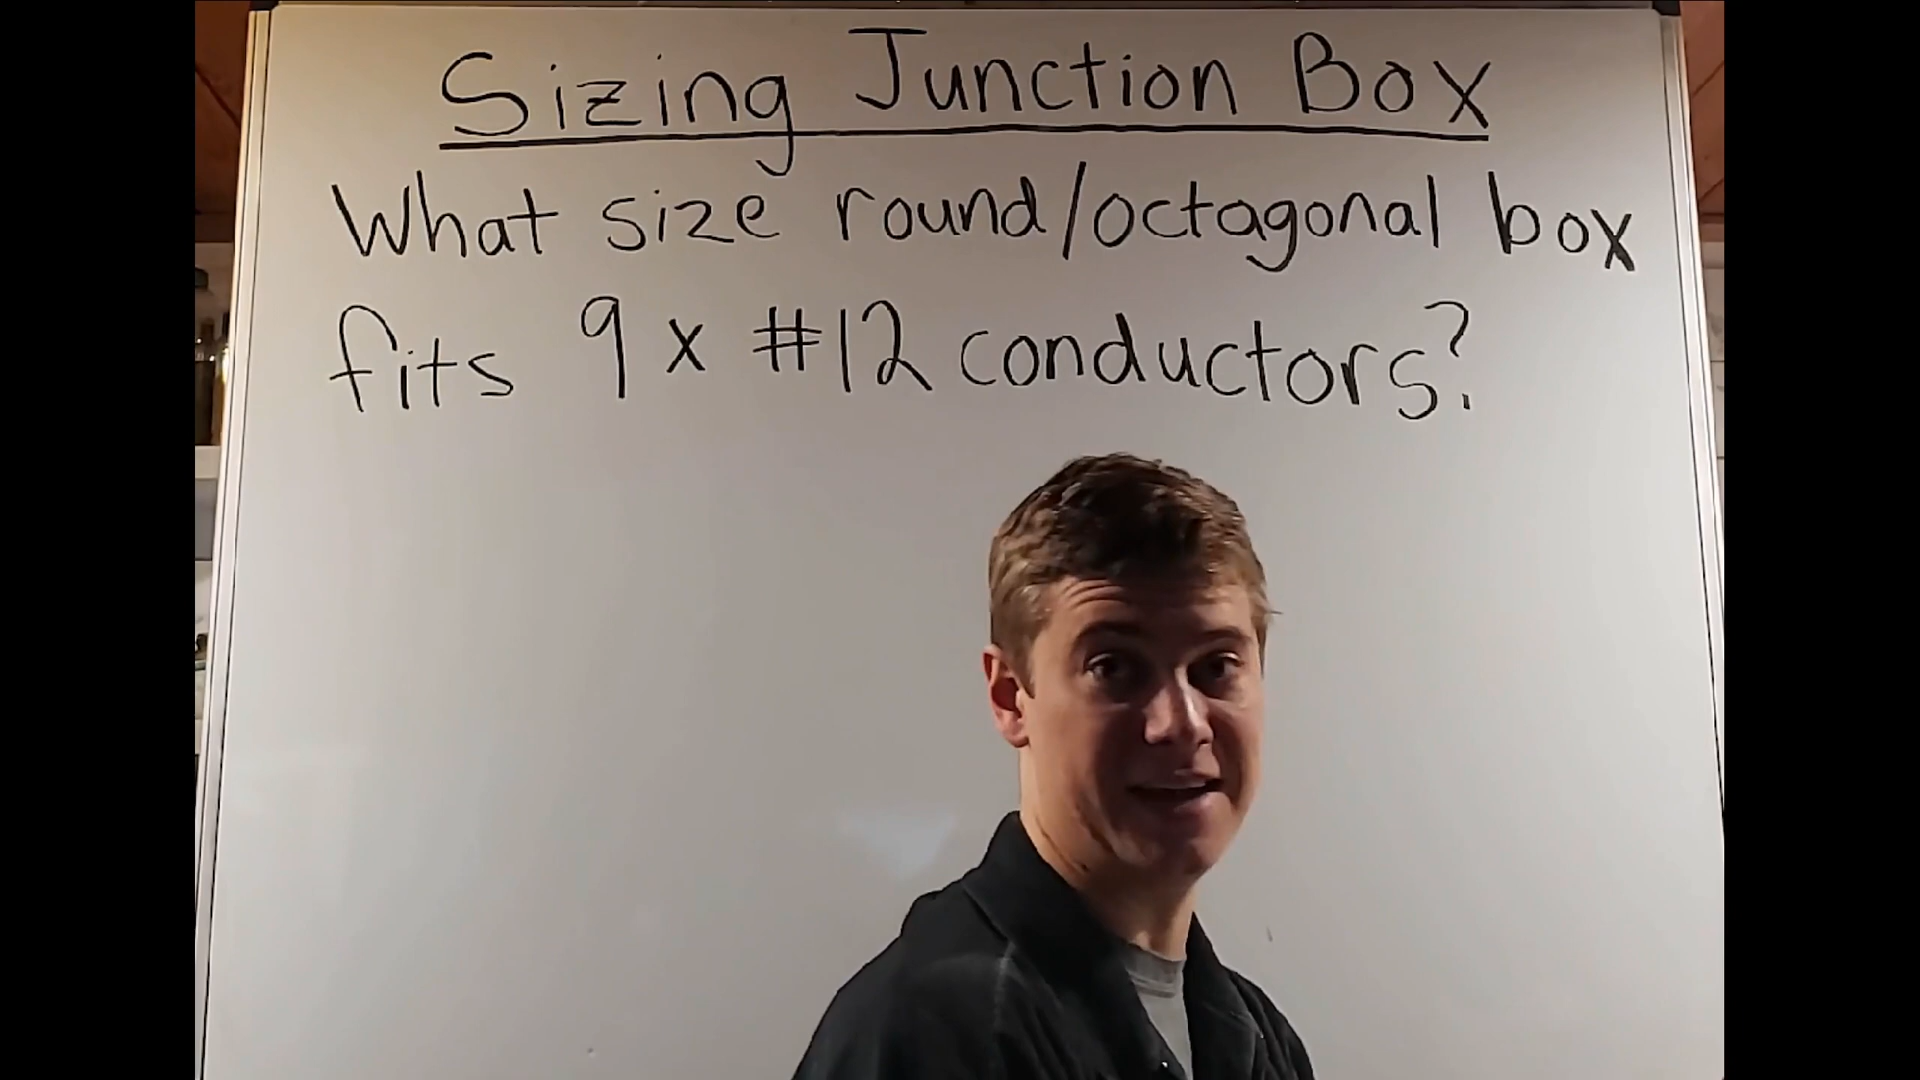 Sizing Junction Box
What size round/octagonal box
fits 9 x #12 conductors?